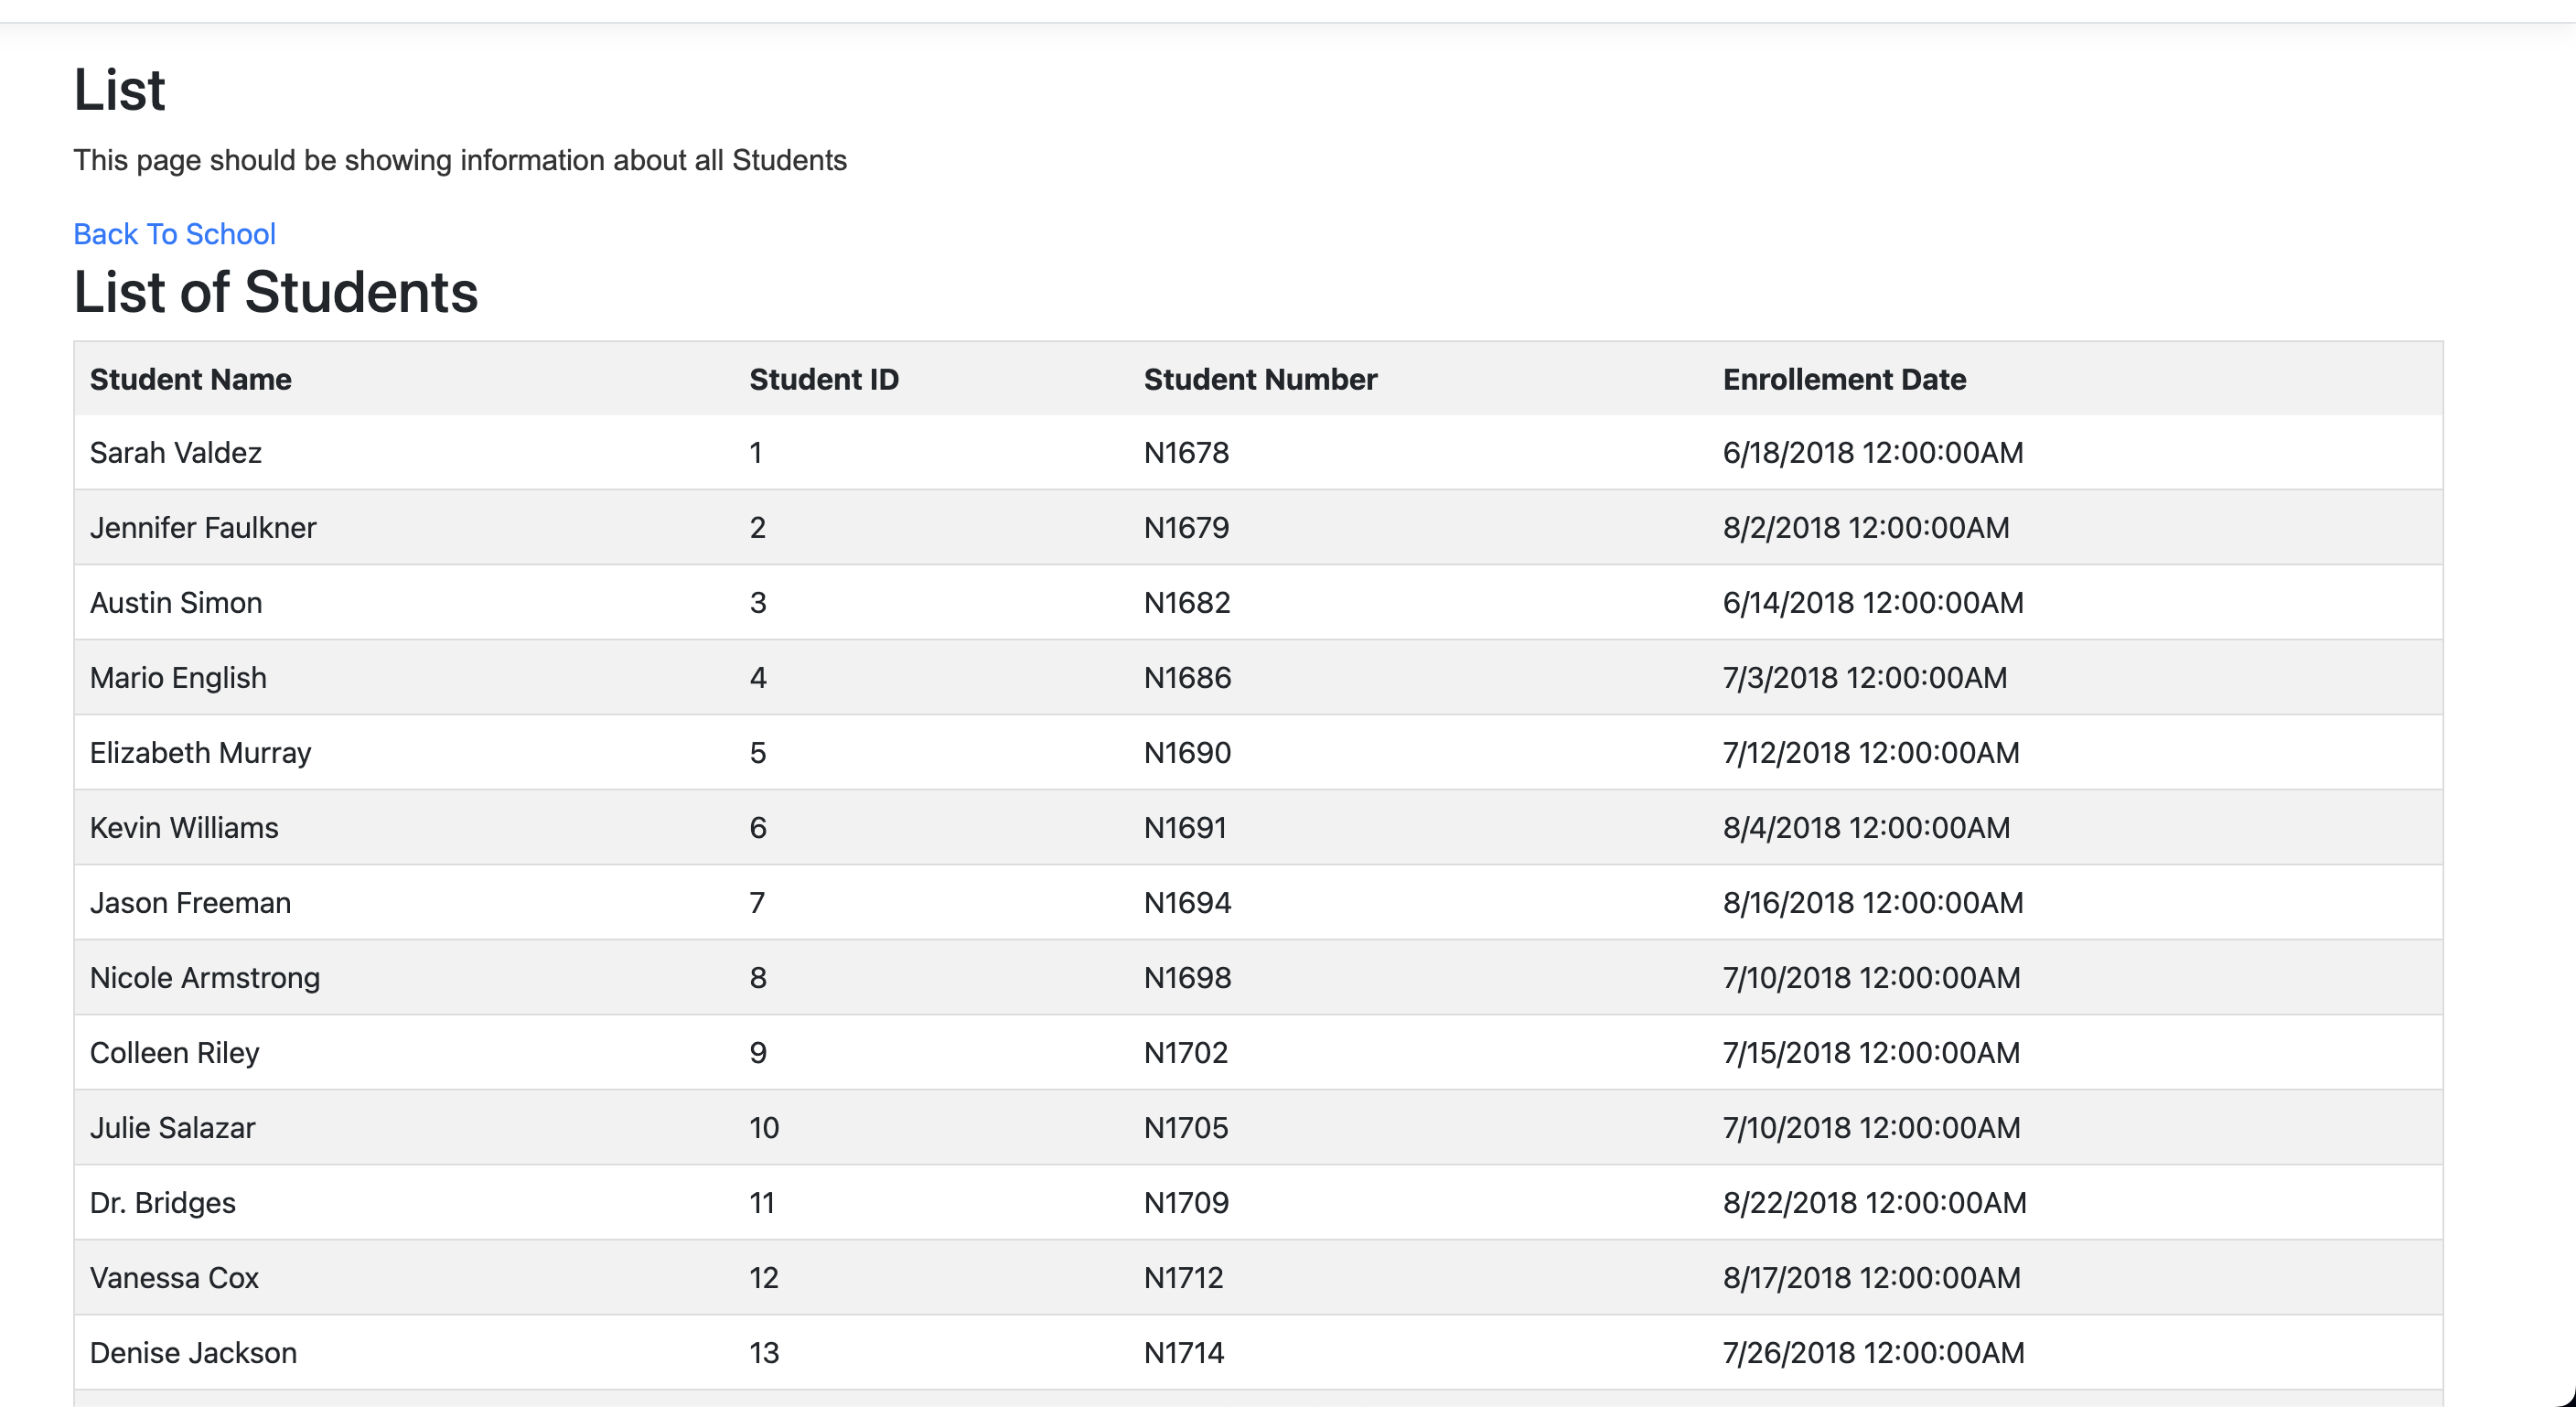 List
This page should be showing information about all Students
Back To School
List of Students
Student Name Student ID Student Number Enrollement Date
Sarah Valdez 1 N1678 6/18/2018 12:00:00AM
Jennifer Faulkner 2 N1679 8/2/2018 12:00:00AM
Austin Simon 3 N1682 6/14/2018 12:00:00AM
Mario English 4 N1686 7/3/2018 12:00:00AM
Elizabeth Murray 5 N1690 7/12/2018 12:00:00AM
Kevin Williams 6 N1691 8/4/2018 12:00:00AM
Jason Freeman 7 N1694 8/16/2018 12:00:00AM
Nicole Armstrong 8 N1698 7/10/2018 12:00:00AM
Colleen Riley 9 N1702 7/15/2018 12:00:00AM
Julie Salazar 10 N1705 7/10/2018 12:00:00AM
Dr. Bridges 11 N1709 8/22/2018 12:00:00AM
Vanessa Cox 12 N1712 8/17/2018 12:00:00AM
Denise Jackson 13 N1714 7/26/2018 12:00:00AM